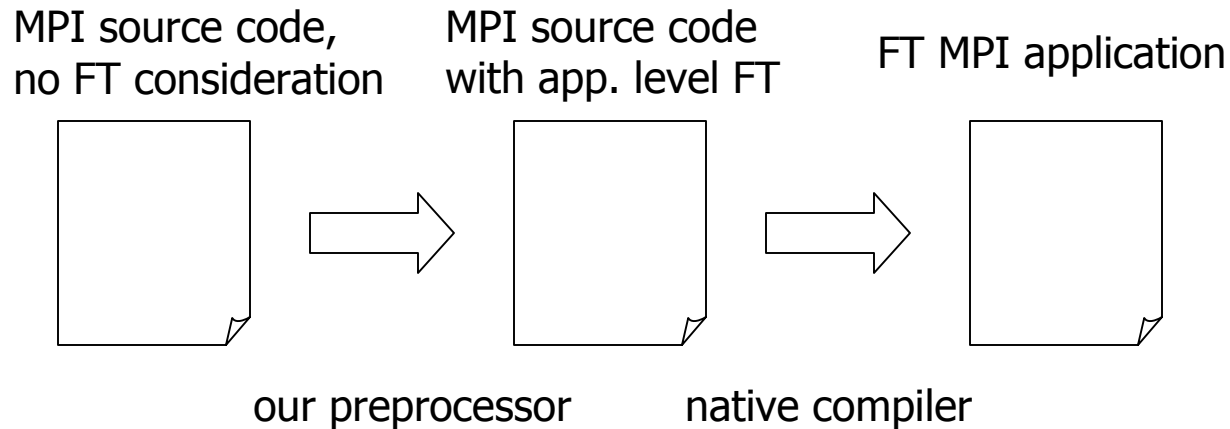 MPI source code,
no FT consideration
MPI source code
with app. level FT
FT MPI application
our preprocessor
native compiler